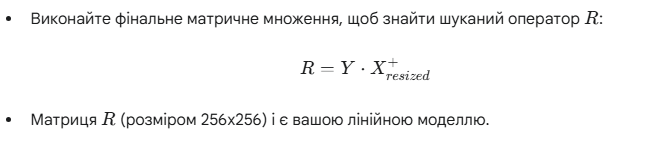 • Виконайте фінальне матричне множення, щоб знайти шуканий оператор R:
R = Y · X⁺_resized
• Матриця R (розміром 256x256) і є вашою лінійною моделлю.